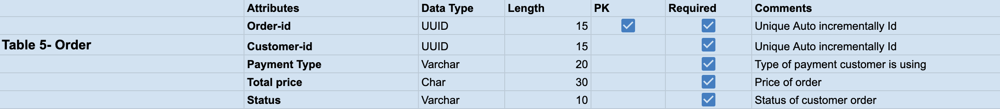 Attributes Data Type Length PK Required Comments
Order-id UUID 15 Unique Auto incrementally Id
Table 5- Order Customer-id UUID 15 Unique Auto incrementally Id
Payment Type Varchar 20 Type of payment customer is using
Total price Char 30 Price of order
Status Varchar 10 Status of customer order